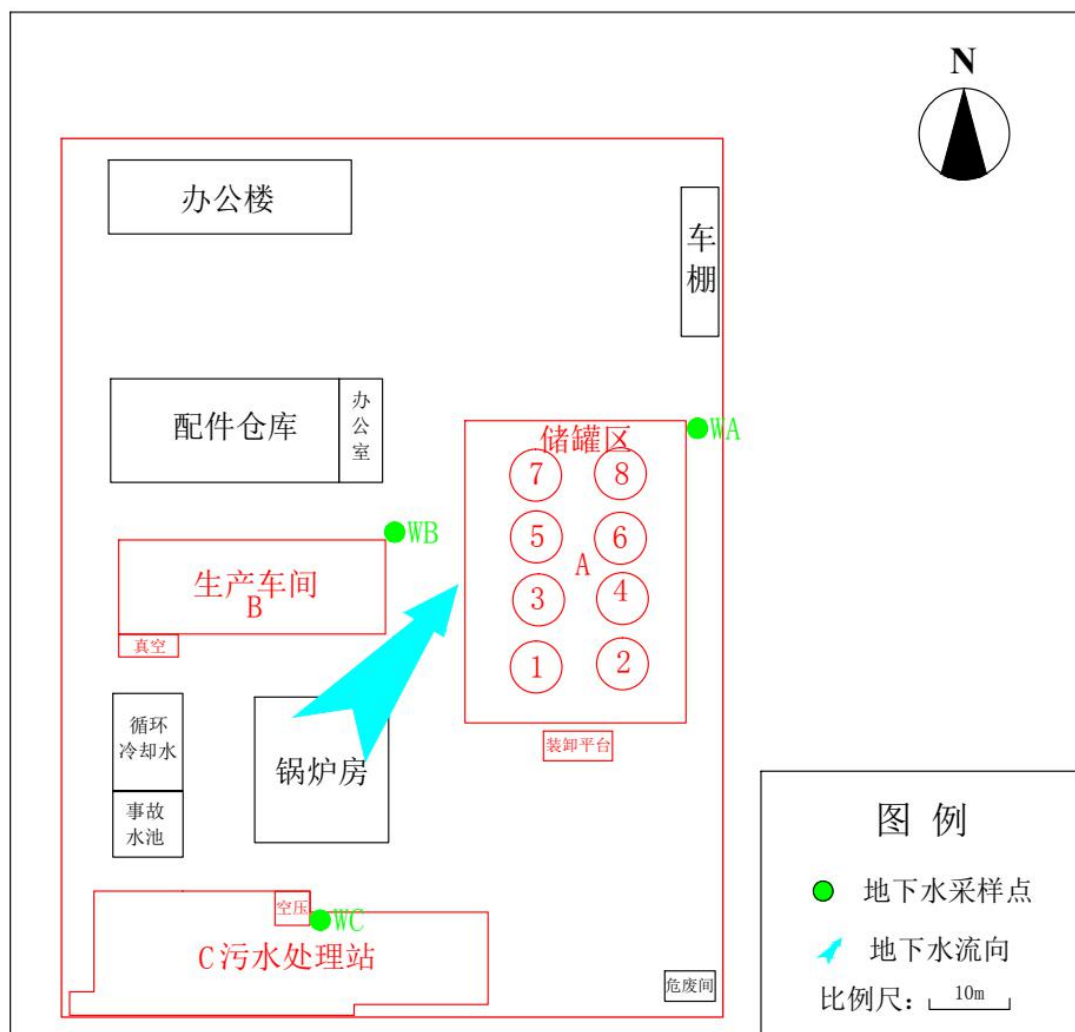 N
办公楼
车棚
配件仓库
办公室
储罐区
WA
7
8
WB
5
6
A
生产车间
B
3
4
真空
1
2
循环
冷却水
装卸平台
锅炉房
事故
水池
图例
空压
地下水采样点
WC
C污水处理站
地下水流向
危废间
比例尺: 10m